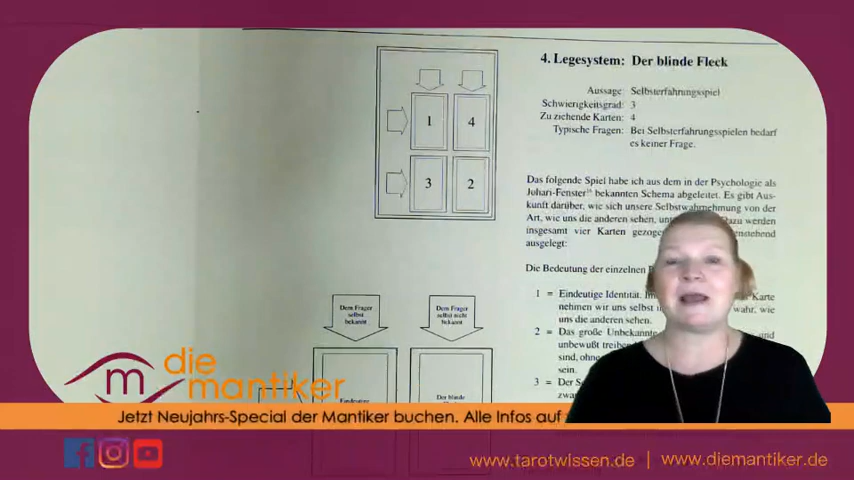 4. Legesystem: Der blinde Fleck
Aussage: Selbsterfahrungsspiel
Schwierigkeitsgrad: 3
Zu ziehende Karten: 4
Typische Fragen: Bei Selbsterfahrungsspielen bedarf
es keiner Frage.
1 4
3 2
Das folgende Spiel habe ich aus dem in der Psychologie als
Johari-Fenster bekannten Schema abgeleitet. Es gibt Aus-
kunft darüber, wie sich unsere Selbstwahrnehmung von der
Art, wie uns die anderen sehen, Dazu werden
insgesamt vier Karten
ausgelegt:
Die Bedeutung der einzelnen
1 = Eindeutige Identität. Karte
nehmen wir uns selbst wahr, wie
uns die anderen sehen.
2 = Das große Unbekannte und
unbewußt
sind, ohne
sein.
3 = Der
Dem Frager
selbst
bekannt
Dem Frager
selbst nicht
bekannt
Eindeutige
Der blinde
m
die
mantiker
Jetzt Neujahrs-Special der Mantiker buchen. Alle Infos auf
www.tarotwissen.de | www.diemantiker.de